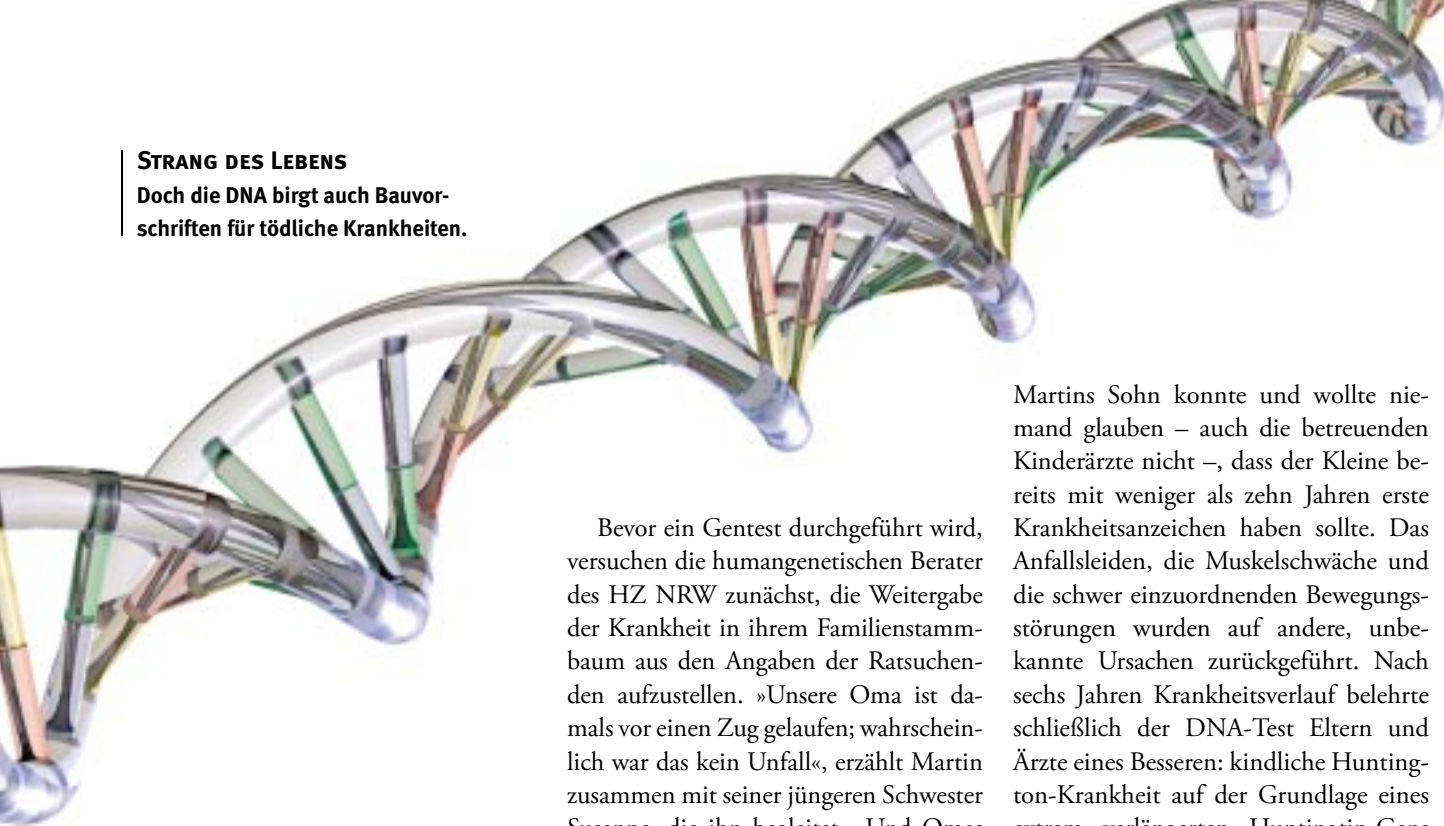 STRANG DES LEBENS
Doch die DNA birgt auch Bauvor-
schriften für tödliche Krankheiten.
Bevor ein Gentest durchgeführt wird,
versuchen die humangenetischen Berater
des HZ NRW zunächst, die Weitergabe
der Krankheit in ihrem Familienstamm-
baum aus den Angaben der Ratsuchen-
den aufzustellen. »Unsere Oma ist da-
mals vor einen Zug gelaufen; wahrschein-
lich war das kein Unfall«, erzählt Martin
zusammen mit seiner jüngeren Schwester
Martins Sohn konnte und wollte nie-
mand glauben – auch die betreuenden
Kinderärzte nicht –, dass der Kleine be-
reits mit weniger als zehn Jahren erste
Krankheitsanzeichen haben sollte. Das
Anfallsleiden, die Muskelschwäche und
die schwer einzuordnenden Bewegungs-
störungen wurden auf andere, unbe-
kannte Ursachen zurückgeführt. Nach
sechs Jahren Krankheitsverlauf belehrte
schließlich der DNA-Test Eltern und
Ärzte eines Besseren: kindliche Hunting-
ton-Krankheit auf der Grundlage eines